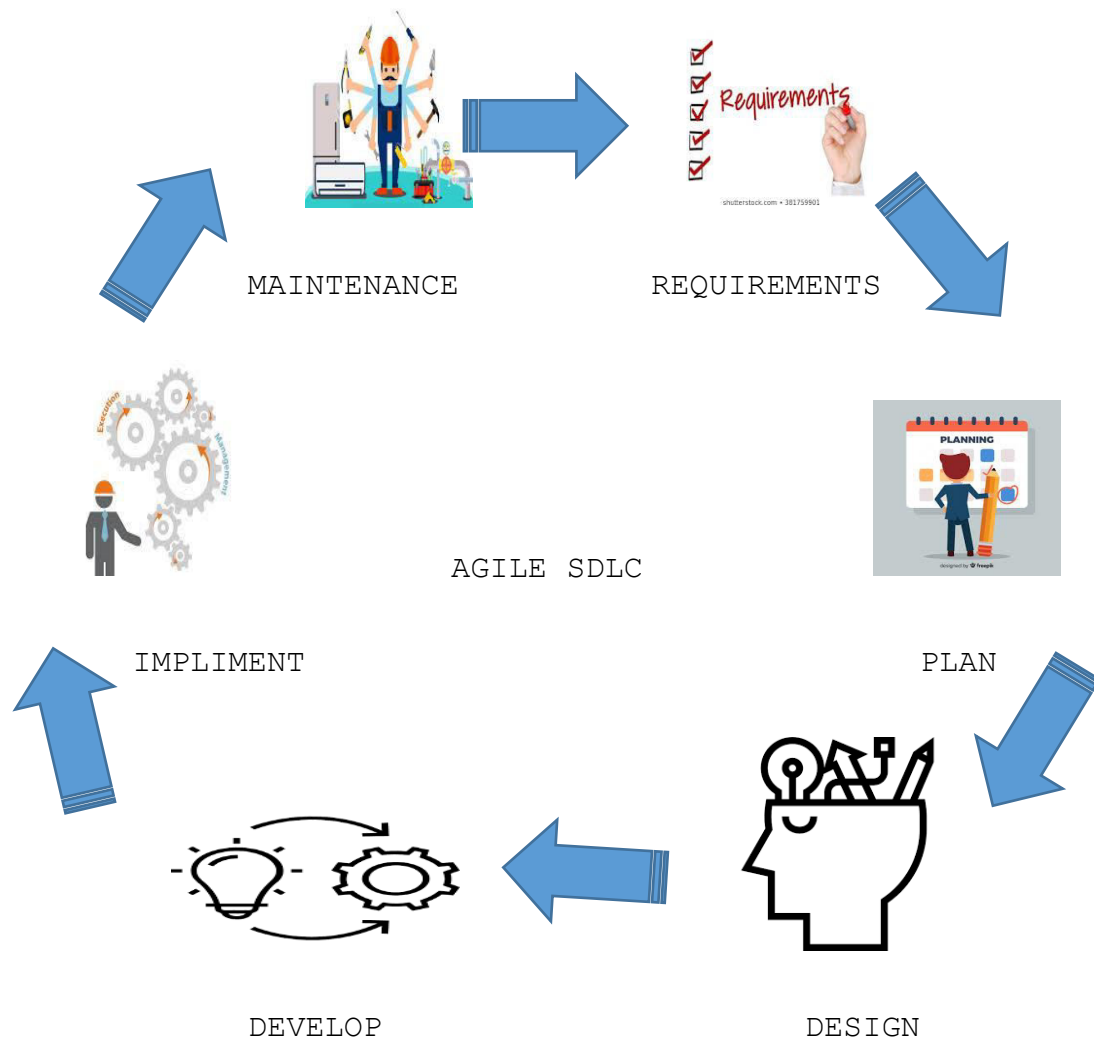 Requirements
shutterstock.com • 381759901
MAINTENANCE
REQUIREMENTS
Execution
Management
PLANNING
designed by freepik
AGILE SDLC
IMPLIMENT
PLAN
DEVELOP
DESIGN